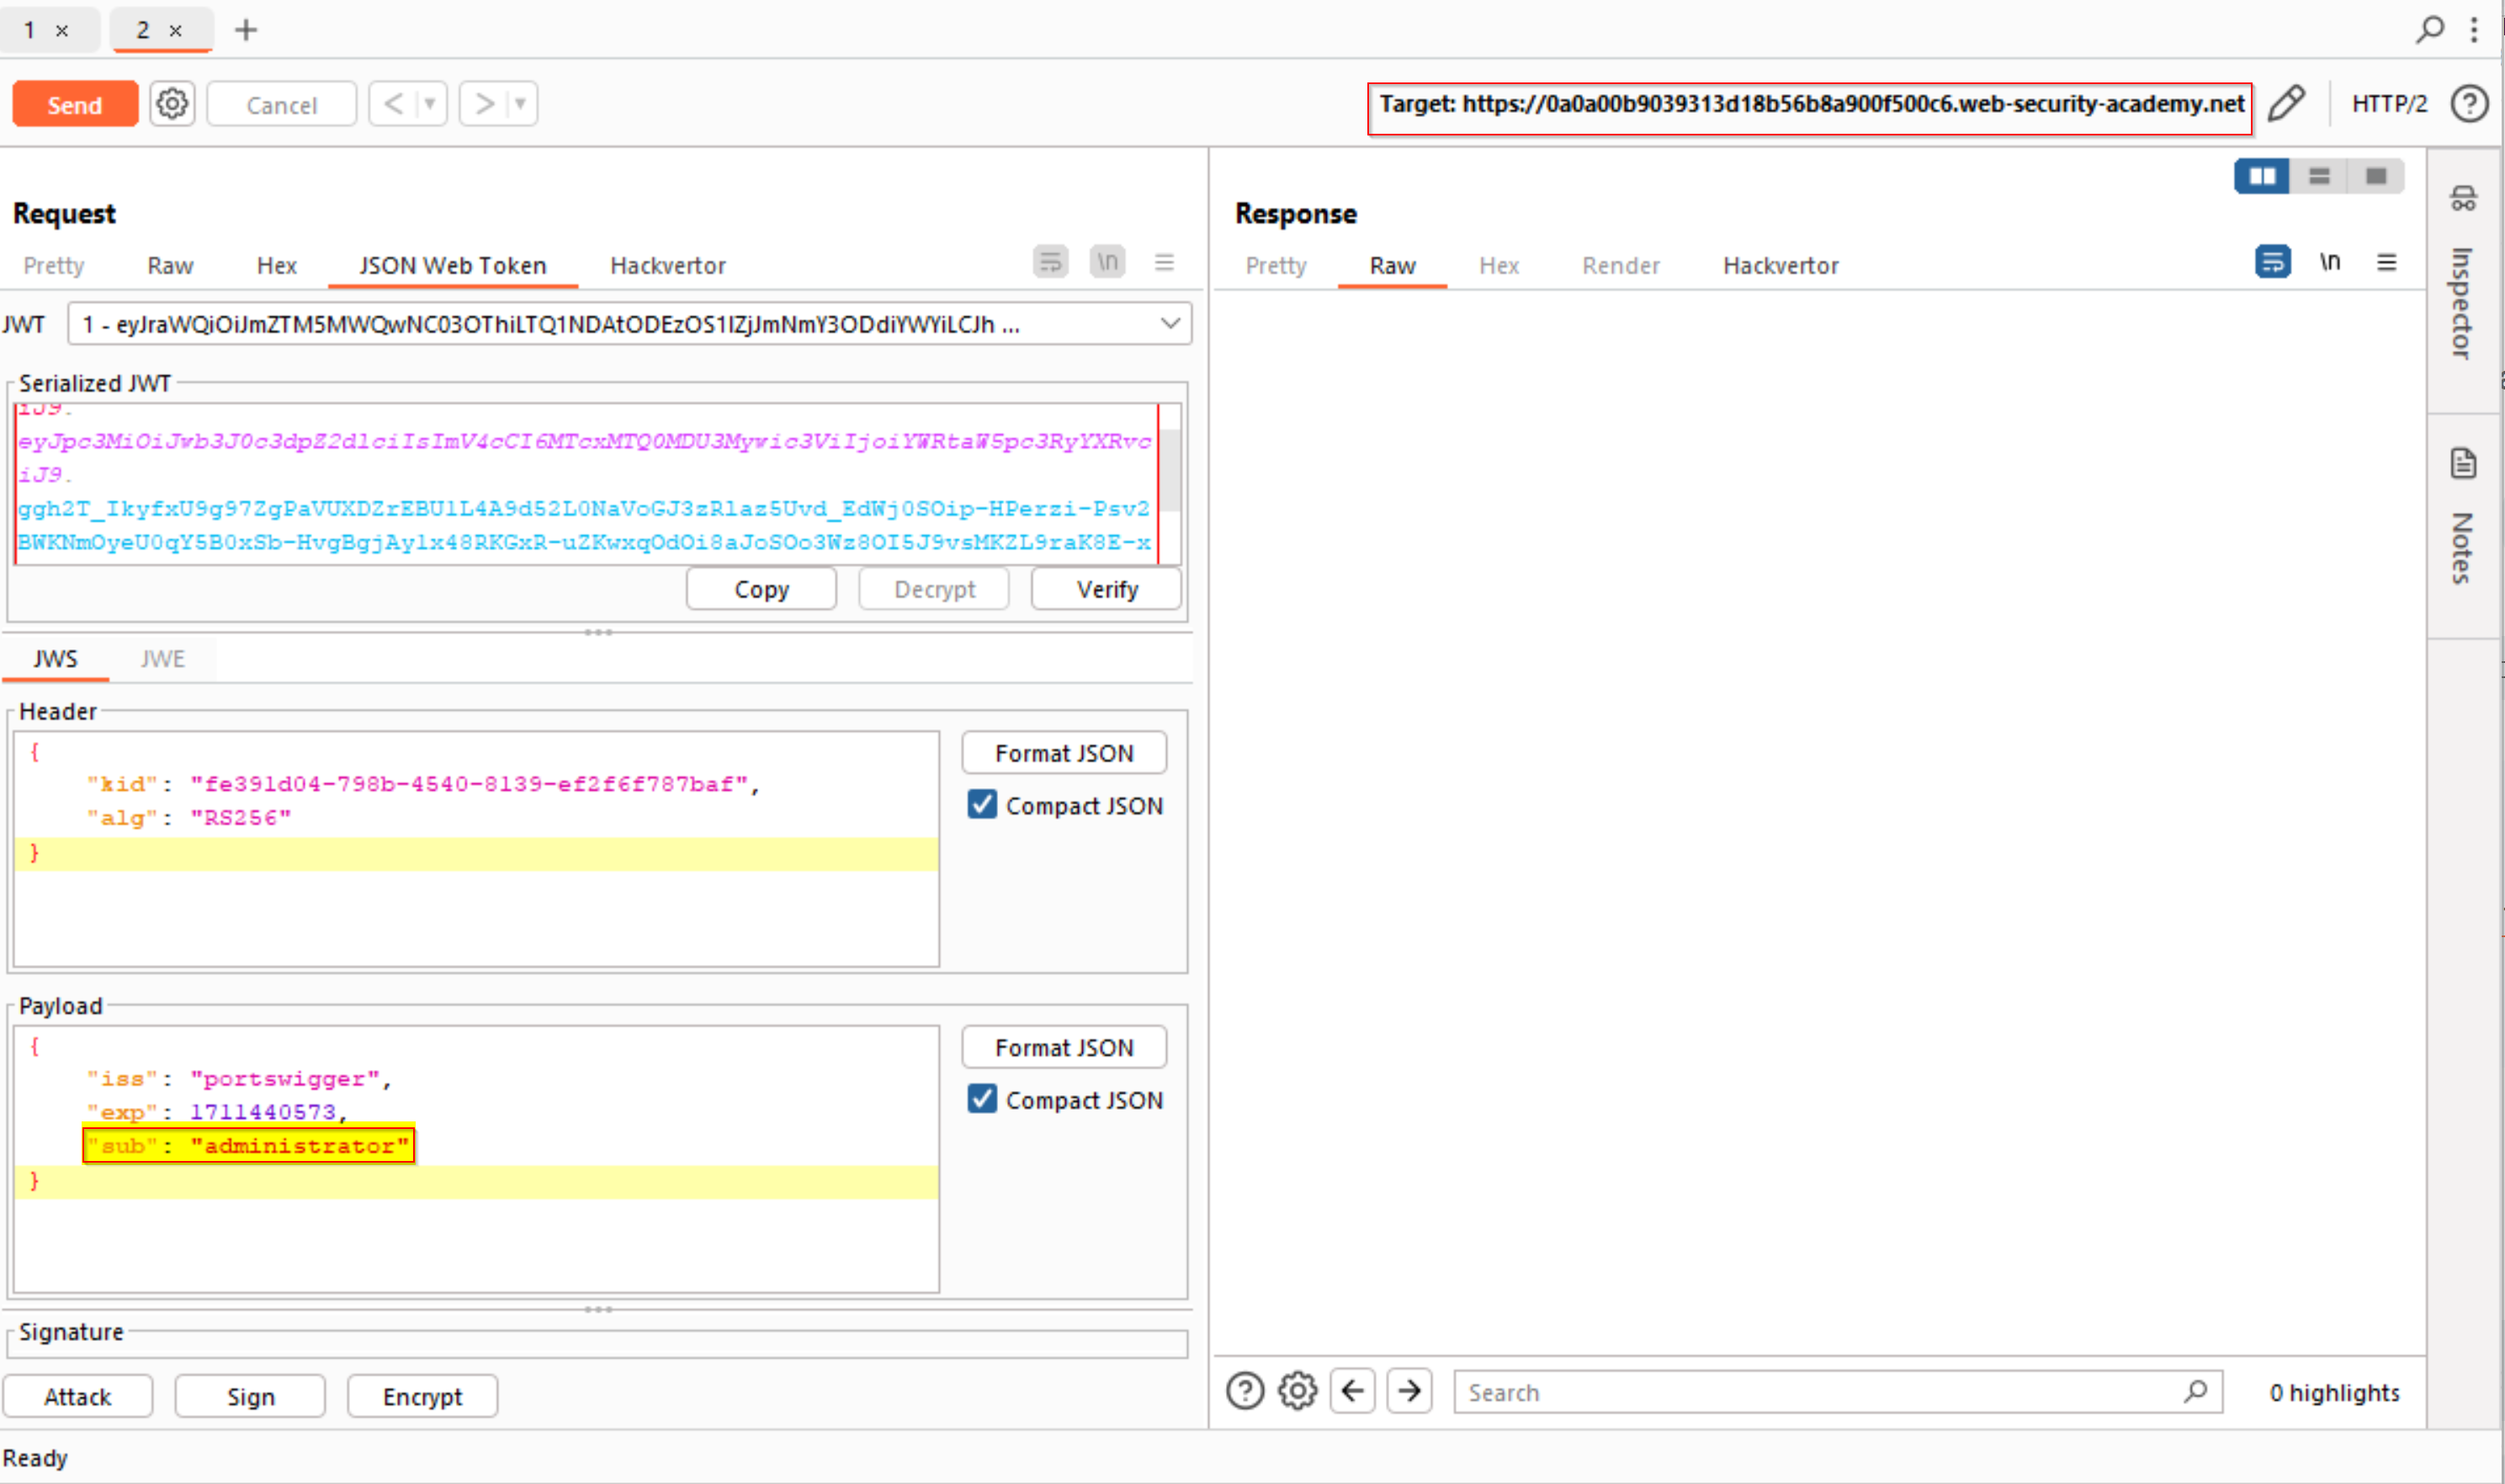 1 × 2 × +
Send Cancel < > Target: https://0a0a00b9039313d18b56b8a900f500c6.web-security-academy.net HTTP/2
Request
Pretty Raw Hex JSON Web Token Hackvertor \n
JWT 1 - eyJraWQiOiJmZTM5MWQwNC03OThiLTQ1NDAtODEzOS1lZjJmNmY3ODdiYWYiLCJh ...
Serialized JWT
iJ9.
eyJpc3MiOiJwb3J0c3dpZ2dlciIsImV4cCI6MTcxMTQ0MDU3Mywic3ViIjoiYWRtaW5pc3RyYXRvc
iJ9.
ggh2T_IkyfxU9g97ZgPaVUXDZrEBU1L4A9d52L0NaVoGJ3zRlaz5Uvd_EdWj0SOip-HPerzi-Psv2
BWKNmOyeU0qY5B0xSb-HvgBgjAylx48RKGxR-uZKwxqOdOi8aJoSOo3Wz8OI5J9vsMKZL9raK8E-x
Copy Decrypt Verify
JWS JWE
Header
{
"kid": "fe391d04-798b-4540-8139-ef2f6f787baf",
"alg": "RS256"
}
Format JSON
Compact JSON
Payload
{
"iss": "portswigger",
"exp": 1711440573,
"sub": "administrator"
}
Format JSON
Compact JSON
Signature
Attack Sign Encrypt
Ready
Response
Pretty Raw Hex Render Hackvertor \n
Search 0 highlights
Inspector
Notes